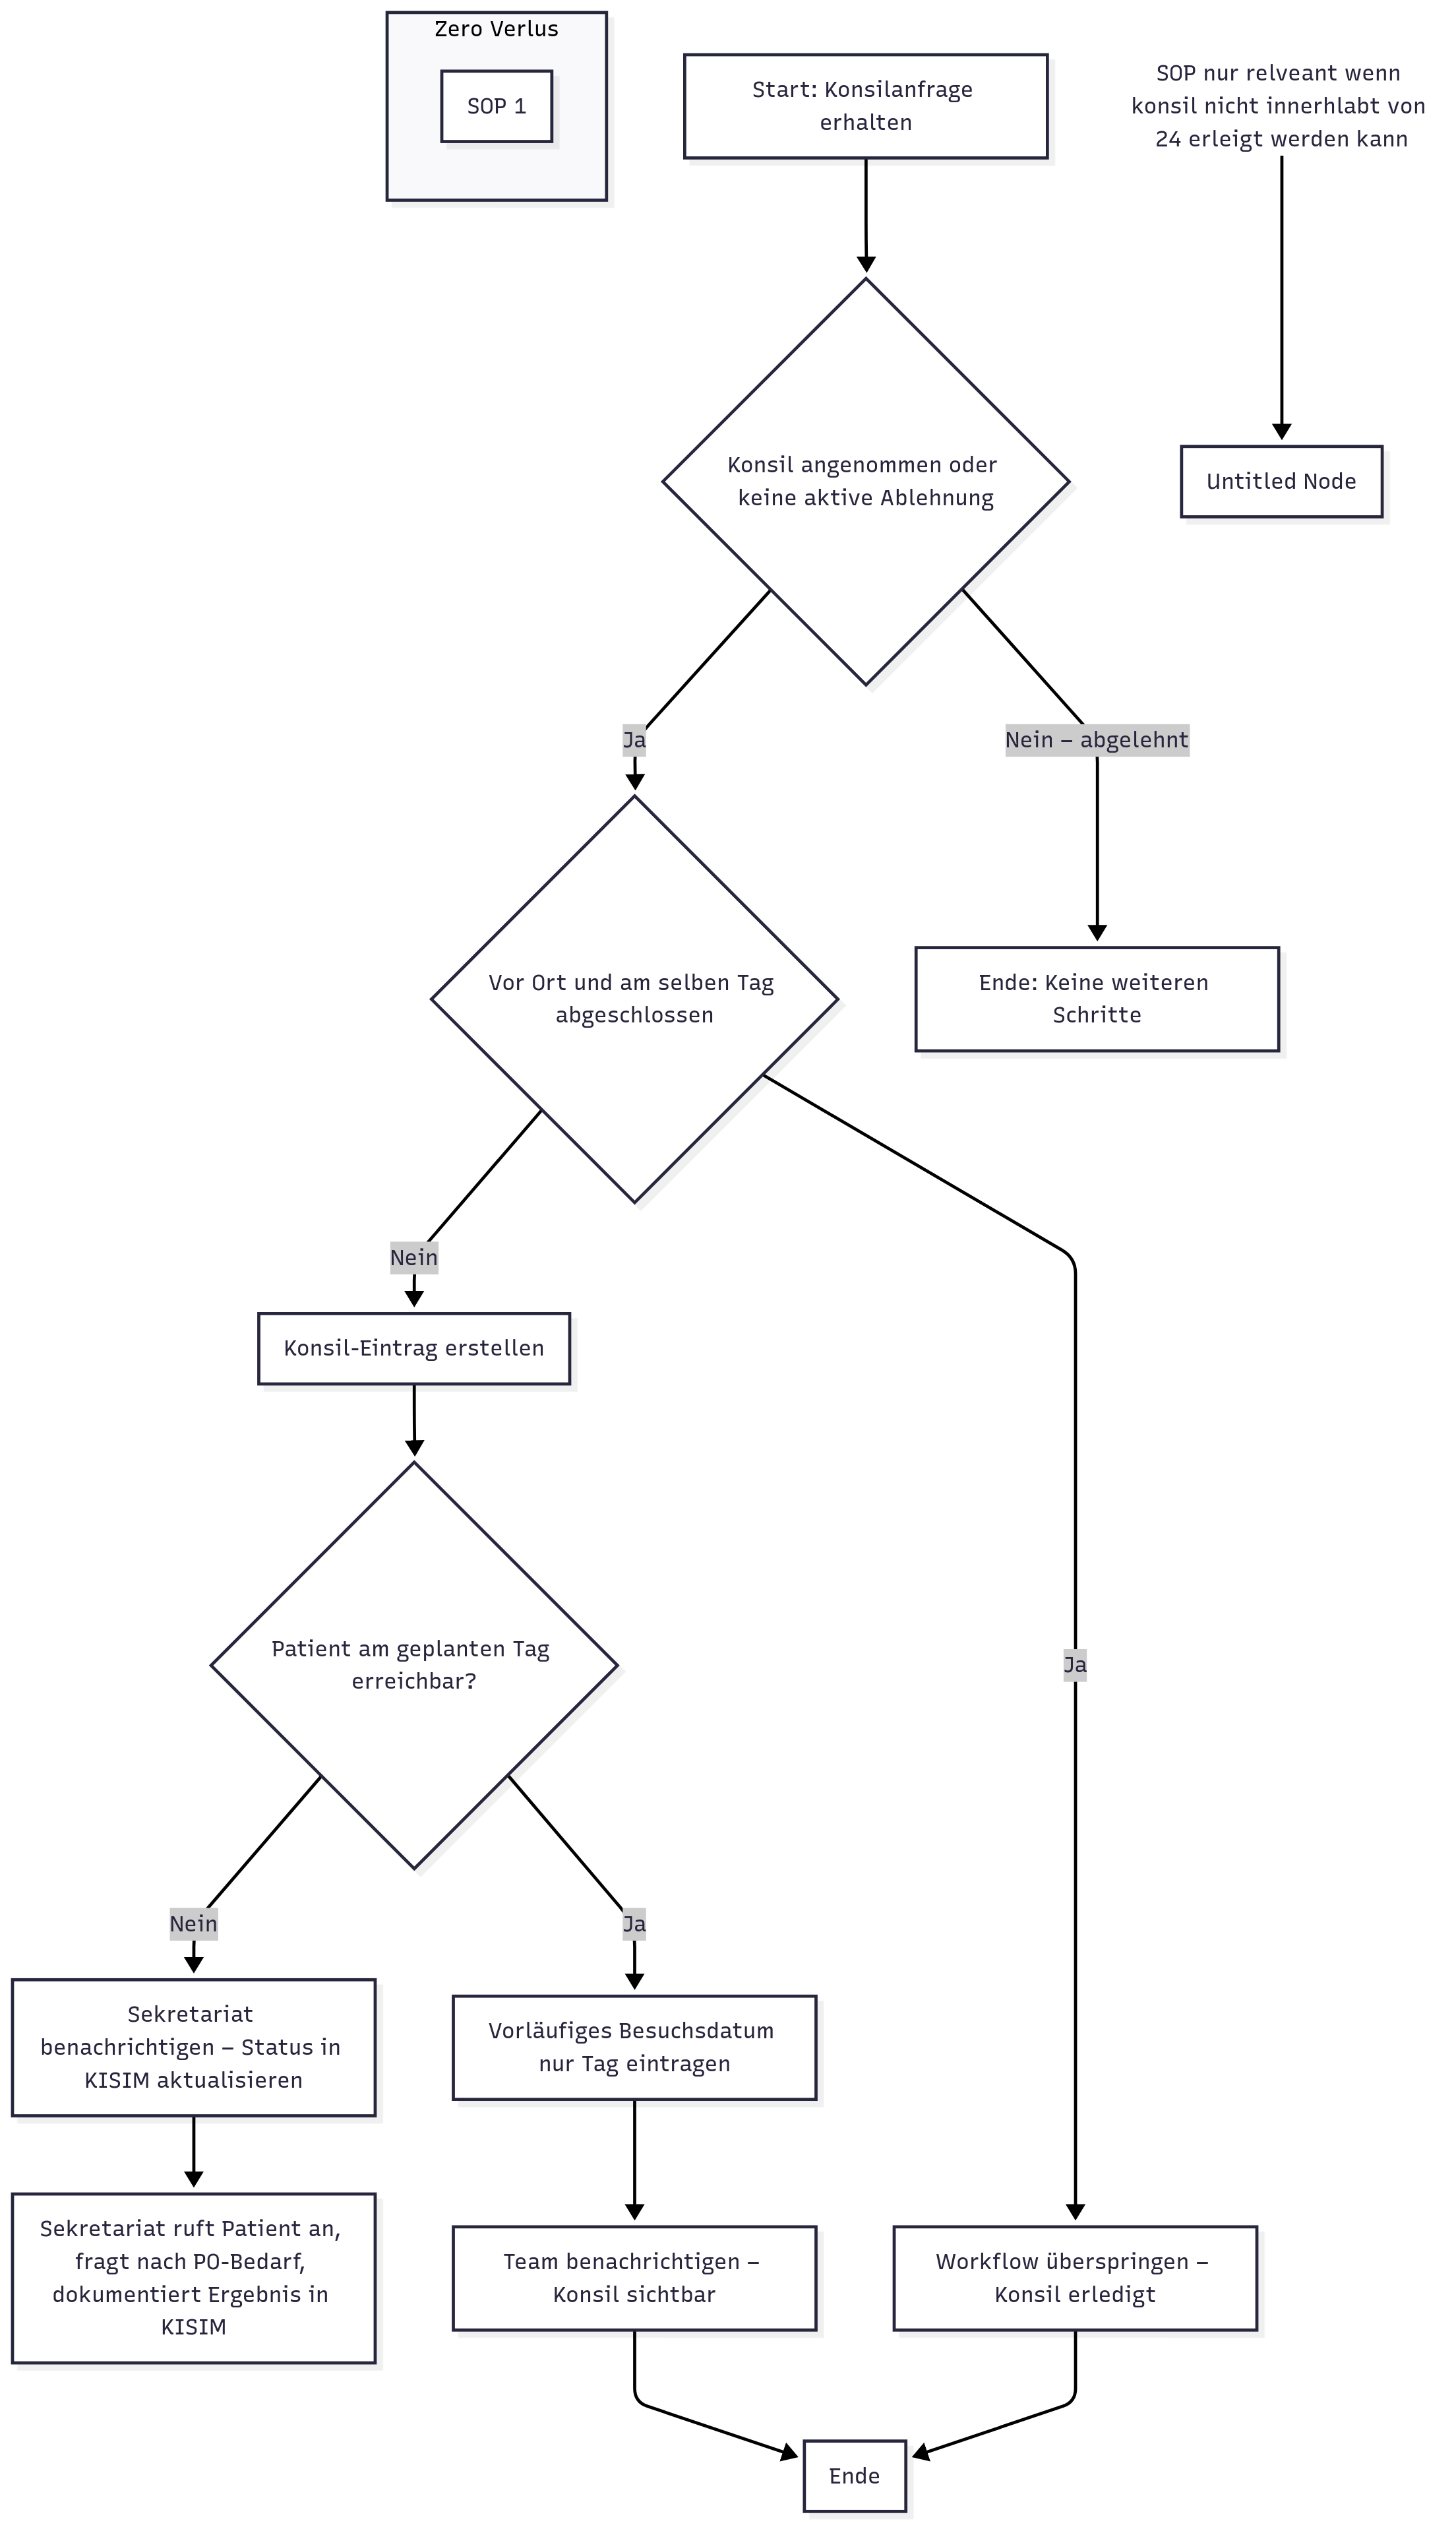 Zero Verlus
SOP 1
Start: Konsilanfrage
erhalten
SOP nur relveant wenn
konsil nicht innerhlabt von
24 erleigt werden kann
Konsil angenommen oder
keine aktive Ablehnung
Untitled Node
Ja
Nein – abgelehnt
Vor Ort und am selben Tag
abgeschlossen
Ende: Keine weiteren
Schritte
Nein
Konsil-Eintrag erstellen
Patient am geplanten Tag
erreichbar?
Ja
Nein
Ja
Sekretariat
benachrichtigen – Status in
KISIM aktualisieren
Vorläufiges Besuchsdatum
nur Tag eintragen
Sekretariat ruft Patient an,
fragt nach PO-Bedarf,
dokumentiert Ergebnis in
KISIM
Team benachrichtigen –
Konsil sichtbar
Workflow überspringen –
Konsil erledigt
Ende